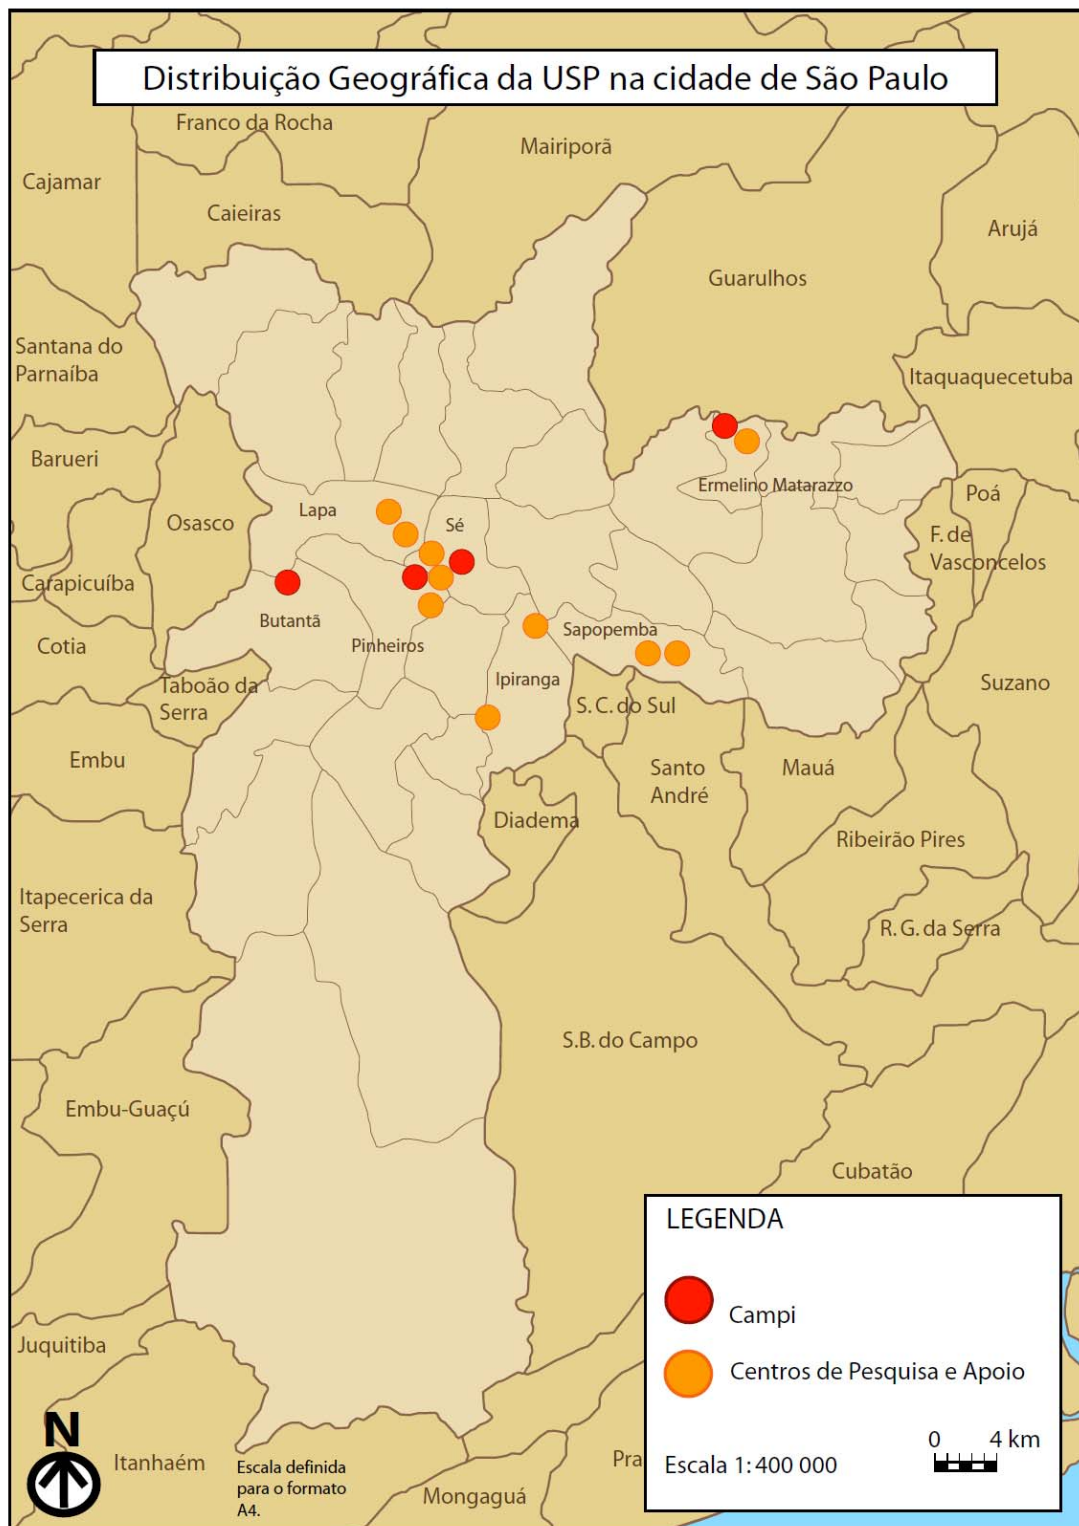 Distribuição Geográfica da USP na cidade de São Paulo
Franco da Rocha
Mairiporã
Cajamar
Caieiras
Arujá
Guarulhos
Santana do
Parnaíba
Itaquaquecetuba
Barueri
Ermelino Matarazzo
Poá
Lapa
Osasco
Sé
F. de
Vasconcelos
Carapicuíba
Butantã
Sapopemba
Cotia
Pinheiros
Ipiranga
Suzano
Taboão da
Serra
S. C. do Sul
Embu
Santo
André
Mauá
Diadema
Ribeirão Pires
Itapecerica da
Serra
R. G. da Serra
S.B. do Campo
Embu-Guaçú
Cubatão
LEGENDA
Campi
Centros de Pesquisa e Apoio
Escala 1: 400 000
0 4 km
Juquitiba
N
Itanhaém
Escala definida
para o formato
A4.
Mongaguá
Pra